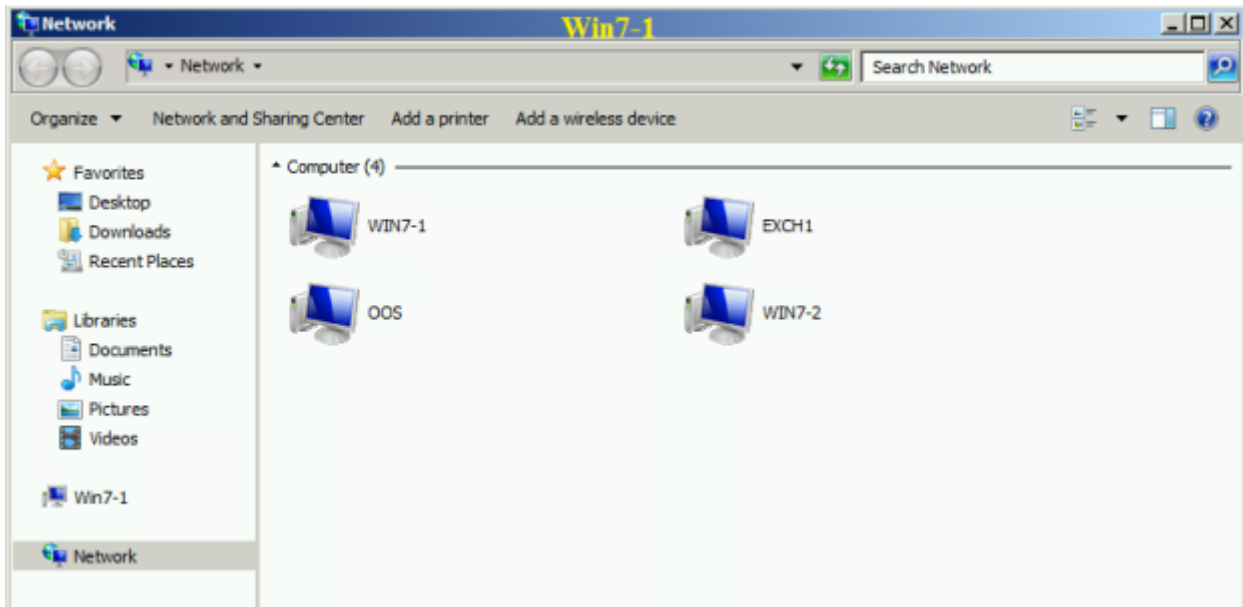 Network Win7-1
Network Search Network
Organize Network and Sharing Center Add a printer Add a wireless device
Favorites
Desktop
Downloads
Recent Places
Libraries
Documents
Music
Pictures
Videos
Win7-1
Network
Computer (4)
WIN7-1 EXCH1
OOS WIN7-2